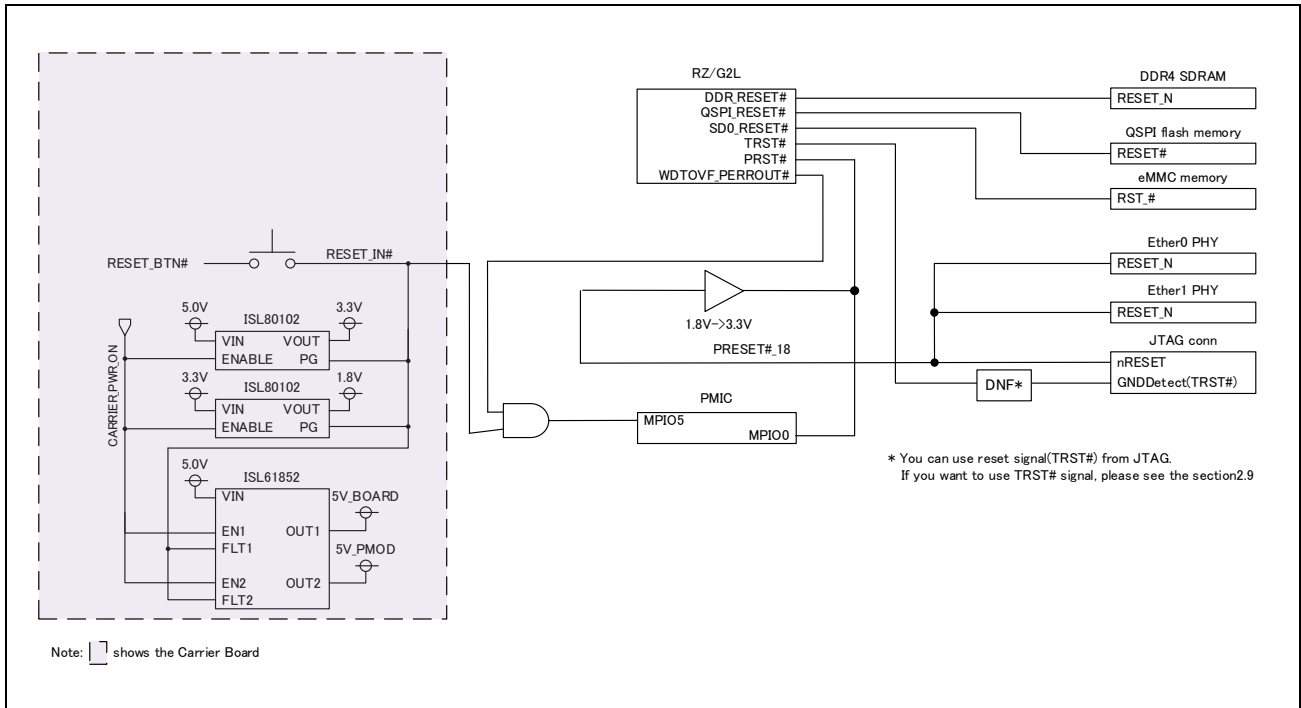 RZ/G2L
DDR_RESET#
QSPI_RESET#
SD0_RESET#
TRST#
PRST#
WDTOVF_PERROUT#
DDR4 SDRAM
RESET_N
QSPI flash memory
RESET#
eMMC memory
RST_#
Ether0 PHY
RESET_N
Ether1 PHY
RESET_N
JTAG conn
nRESET
GNDDetect(TRST#)
DNF*
RESET_BTN#
RESET_IN#
CARRIER_PWR_ON
5.0V
ISL80102
3.3V
VIN
VOUT
ENABLE
PG
3.3V
ISL80102
1.8V
VIN
VOUT
ENABLE
PG
5.0V
ISL61852
VIN
5V_BOARD
EN1
OUT1
FLT1
5V_PMOD
EN2
OUT2
FLT2
1.8V->3.3V
PRESET#_18
PMIC
MPIO5
MPIO0
* You can use reset signal(TRST#) from JTAG.
If you want to use TRST# signal, please see the section2.9
Note: shows the Carrier Board